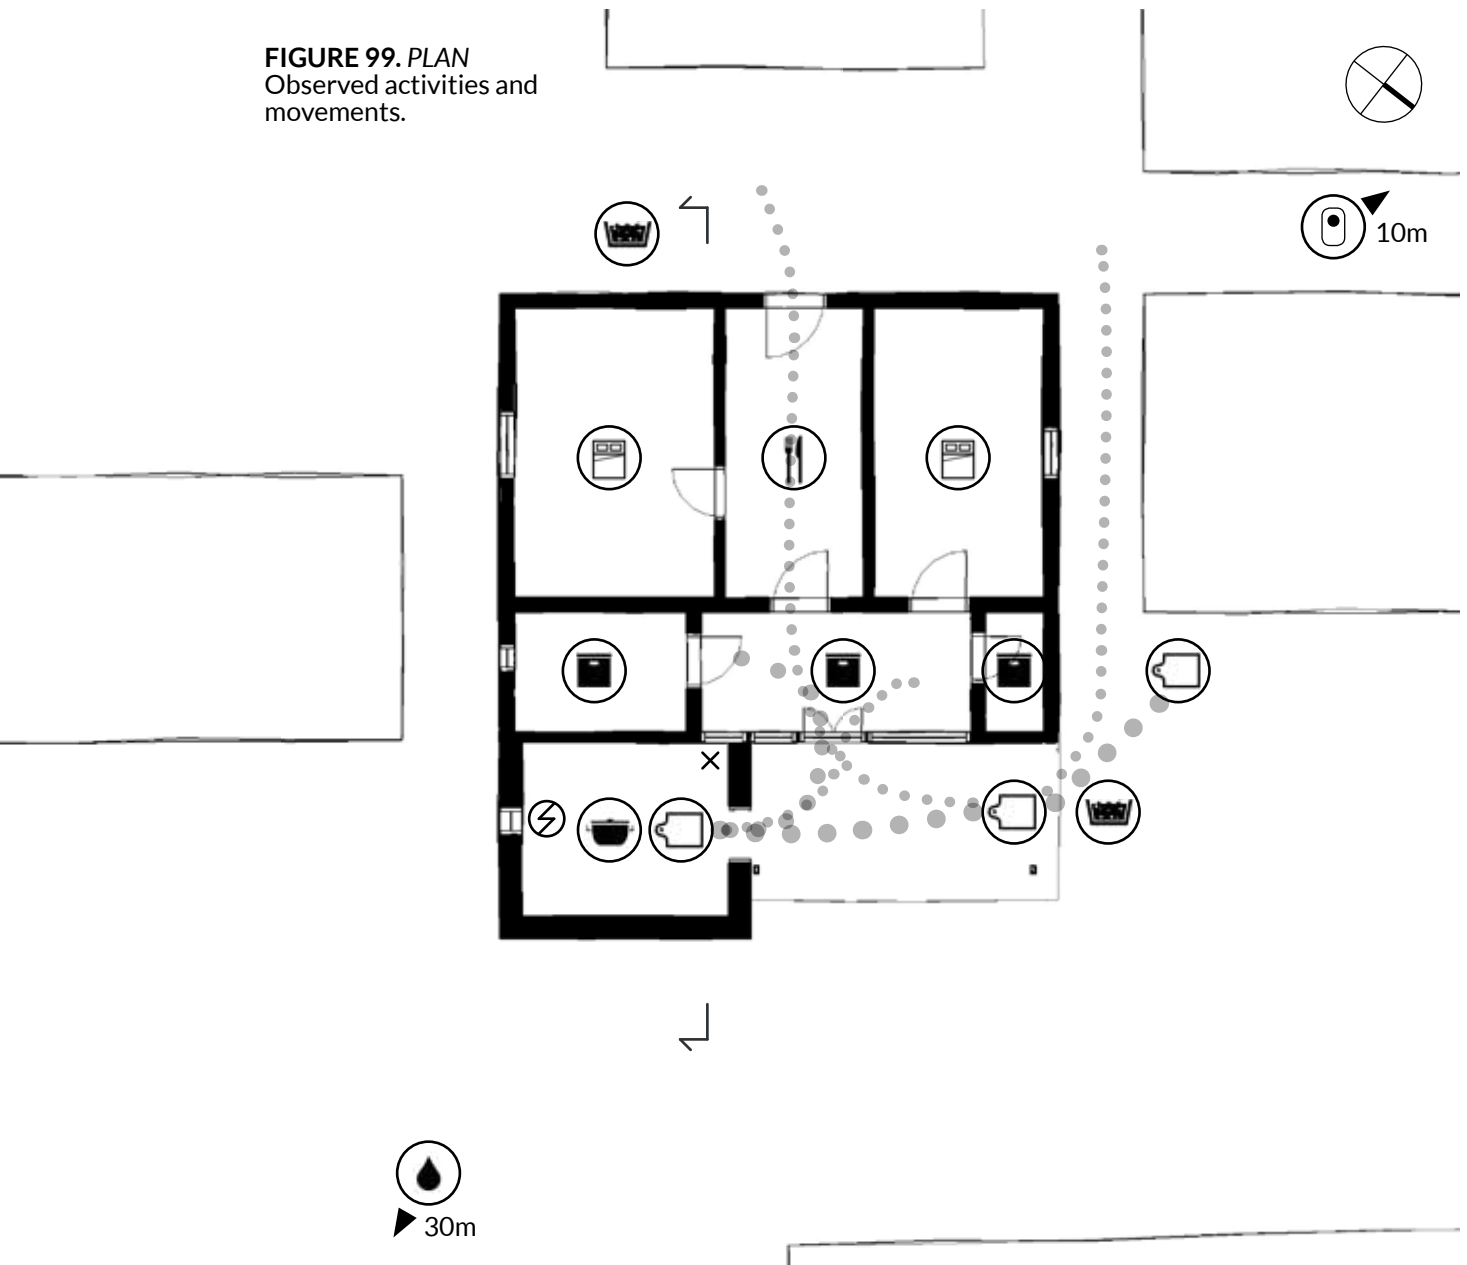 FIGURE 99. PLAN
Observed activities and
movements.
10m
30m